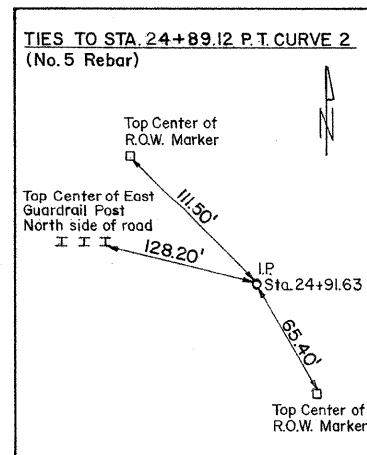 TIES TO STA. 24+89.12 P.T. CURVE 2
(No. 5 Rebar)
N
Top Center of
R.O.W. Marker
111.50'
Top Center of East
Guardrail Post
North side of road
128.20'
I.P.
Sta. 24+91.63
65.40'
Top Center of
R.O.W. Marker